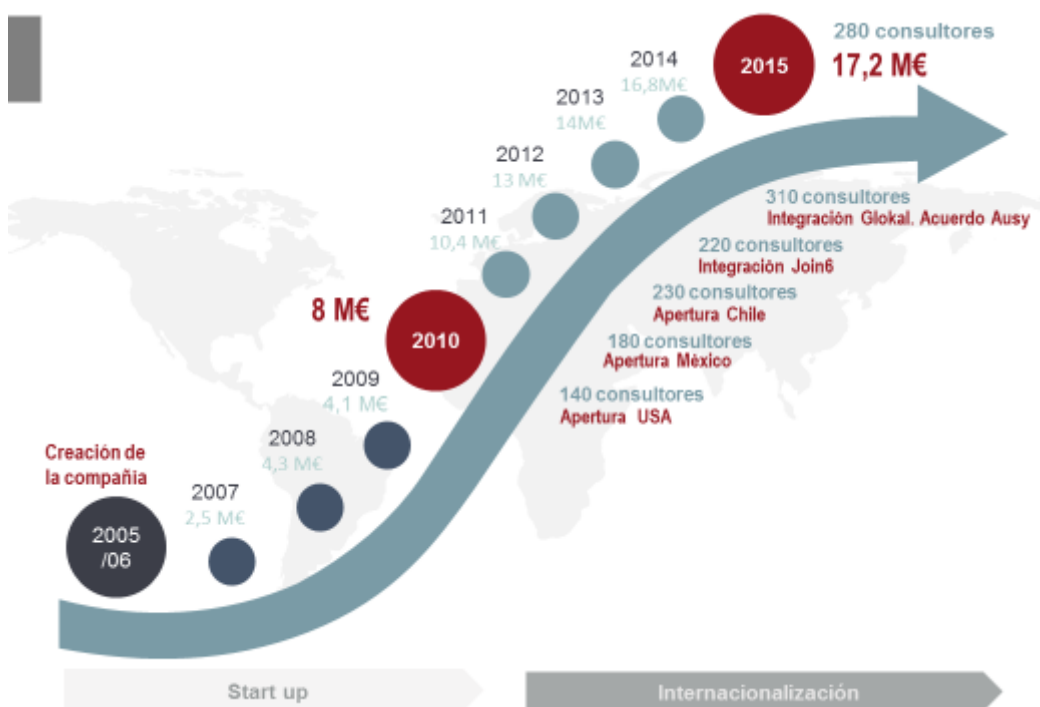 280 consultores
17,2 M€
2015
2014
16,8M€
2013
14M€
2012
13 M€
2011
10,4 M€
8 M€
2010
2009
4,1 M€
2008
4,3 M€
2007
2,5 M€
Creación de
la compañia
2005
/06
310 consultores
Integración Glokal. Acuerdo Ausy
220 consultores
Integración Join6
230 consultores
Apertura Chile
180 consultores
Apertura México
140 consultores
Apertura USA
Start up
Internacionalización